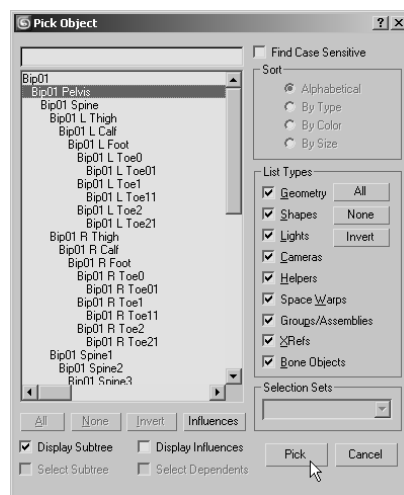 Pick Object
Find Case Sensitive
Sort
Alphabetical
By Type
By Color
By Size
Bip01
Bip01 Pelvis
Bip01 Spine
Bip01 L Thigh
Bip01 L Calf
Bip01 L Foot
Bip01 L Toe0
Bip01 L Toe01
Bip01 L Toe1
Bip01 L Toe11
Bip01 L Toe2
Bip01 L Toe21
Bip01 R Thigh
Bip01 R Calf
Bip01 R Foot
Bip01 R Toe0
Bip01 R Toe01
Bip01 R Toe1
Bip01 R Toe11
Bip01 R Toe2
Bip01 R Toe21
Bip01 Spine1
Bip01 Spine2
Bip01 Spine3
List Types
Geometry All
Shapes None
Lights Invert
Cameras
Helpers
Space Warps
Groups/Assemblies
XRefs
Bone Objects
Selection Sets
All None Invert Influences
Display Subtree Display Influences
Select Subtree Select Dependents
Pick Cancel